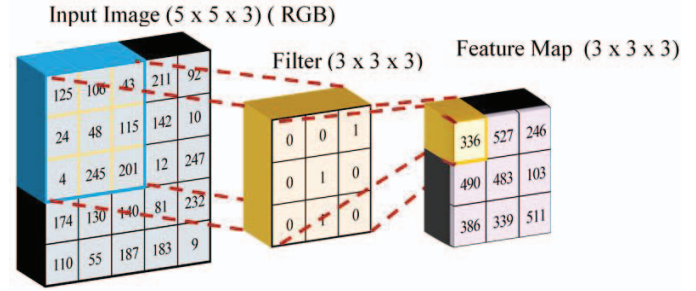 Input Image (5 x 5 x 3) ( RGB)
Filter (3 x 3 x 3)
Feature Map (3 x 3 x 3)
125 106 43 211 92
24 48 115 142 10
4 245 201 12 247
174 130 140 81 232
110 55 187 183 9
0 0 1
0 1 0
0 1 0
336 527 246
490 483 103
386 339 511